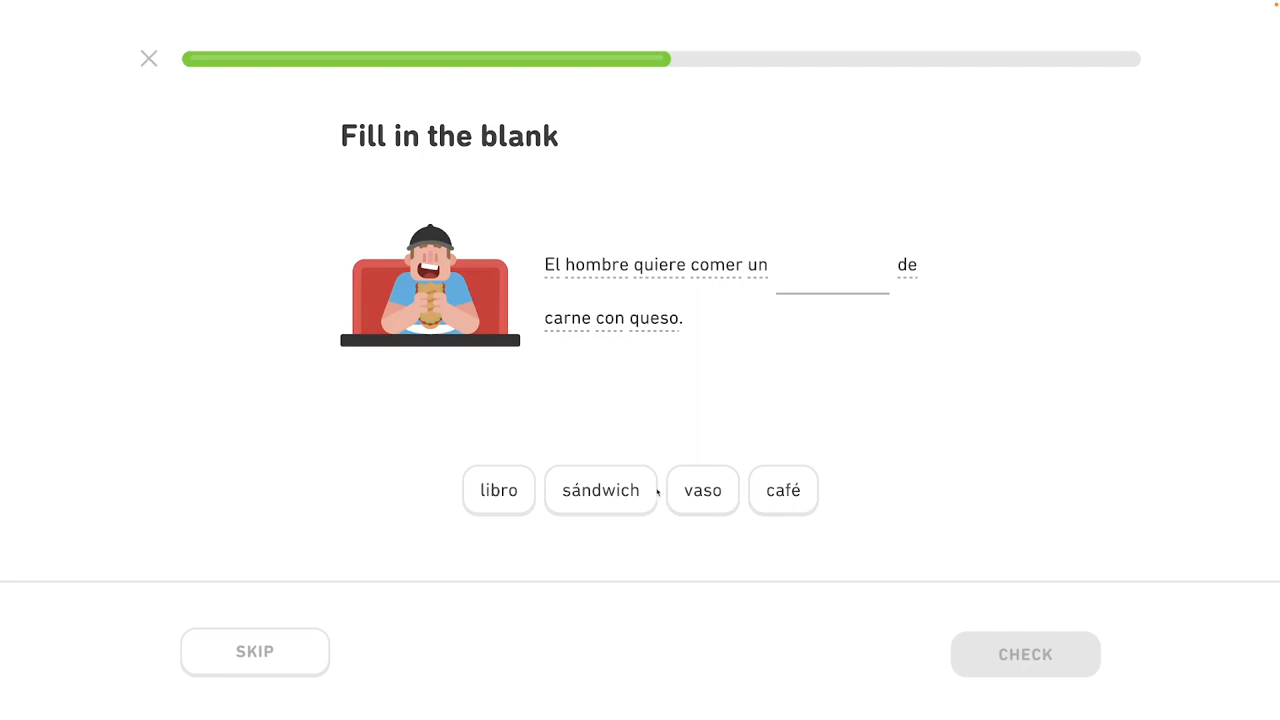 Fill in the blank
El hombre quiere comer un de
carne con queso.
libro sándwich vaso café
SKIP CHECK